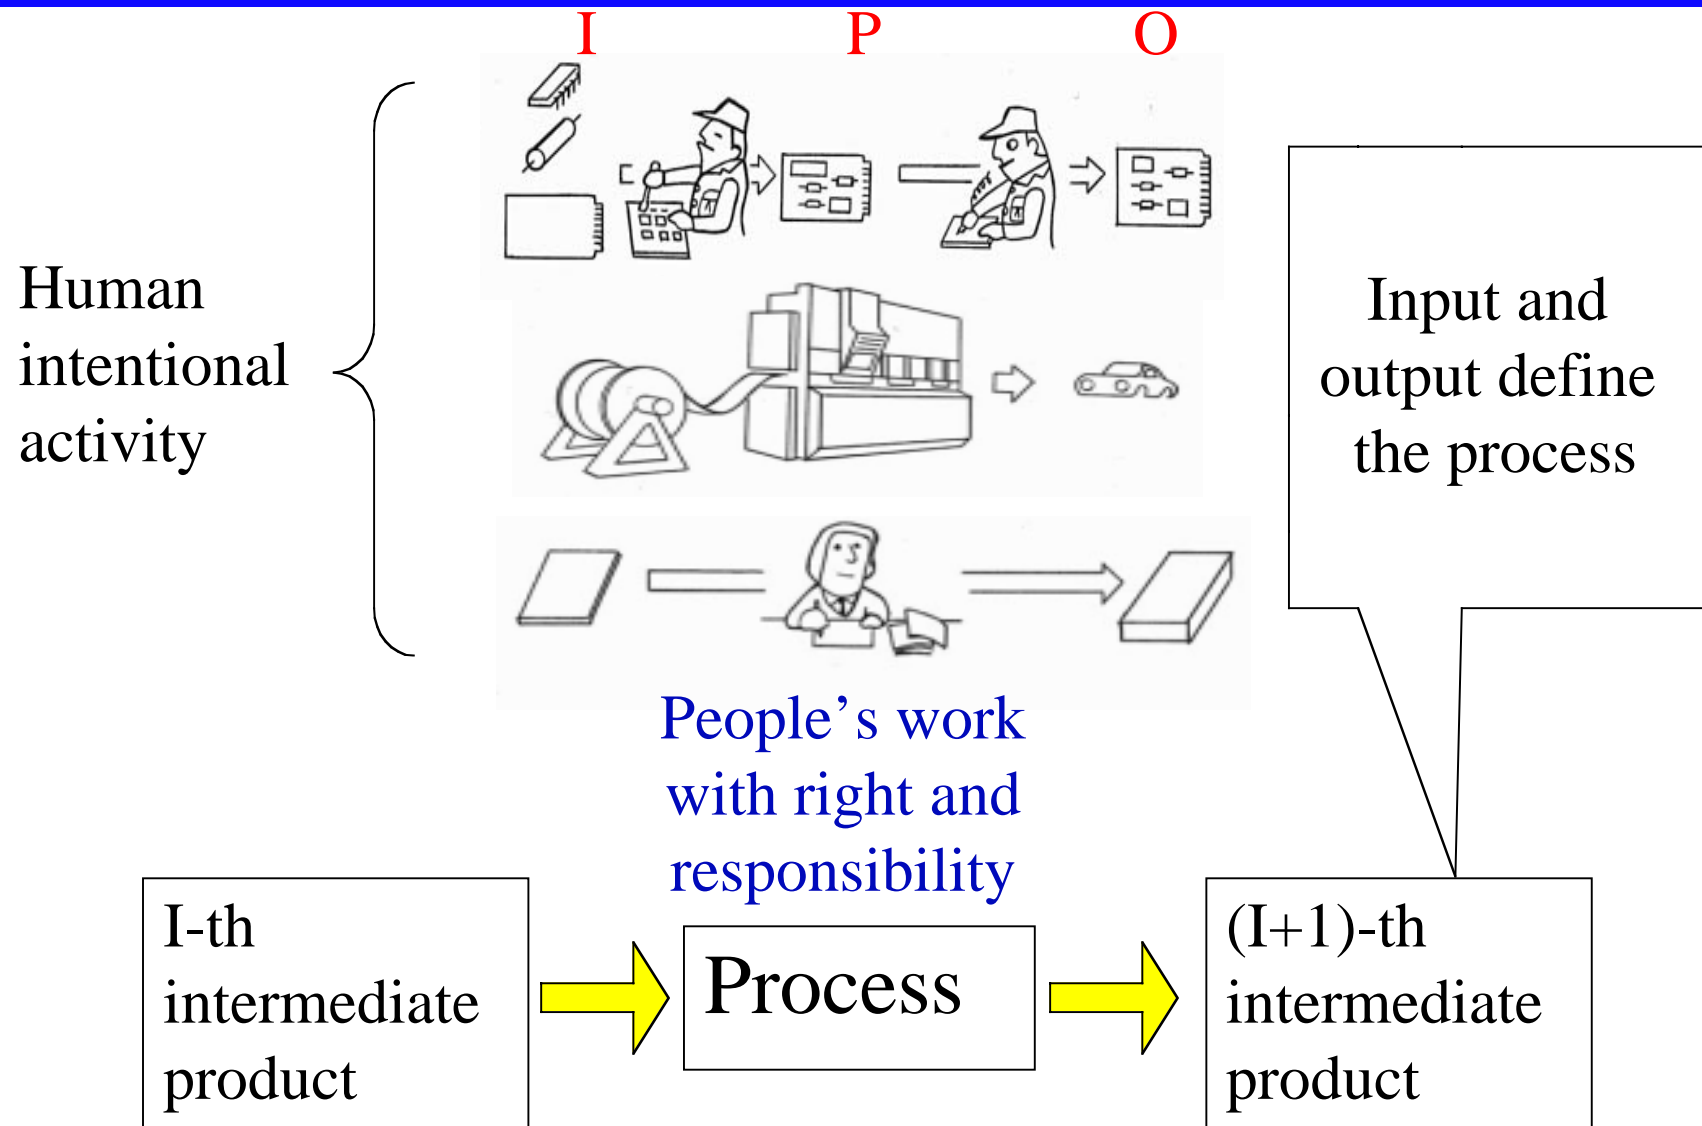 I P O
Human
intentional
activity
Input and
output define
the process
People’s work
with right and
responsibility
I-th
intermediate
product
Process
(I+1)-th
intermediate
product